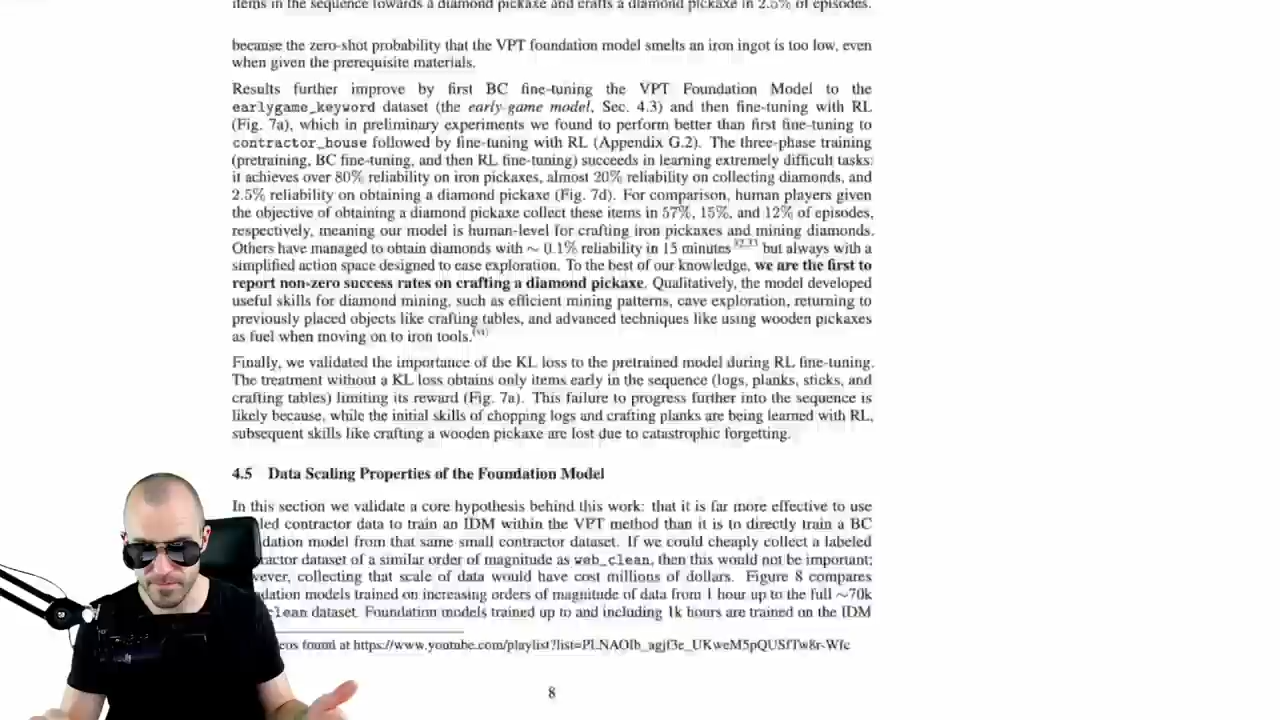 items in the sequence towards a diamond pickaxe and crafts a diamond pickaxe in 2.5% of episodes.
because the zero-shot probability that the VPT foundation model smelts an iron ingot is too low, even
when given the prerequisite materials.
Results further improve by first BC fine-tuning the VPT Foundation Model to the
earlygame_keyword dataset (the early-game model, Sec. 4.3) and then fine-tuning with RL
(Fig. 7a), which in preliminary experiments we found to perform better than first fine-tuning to
contractor_house followed by fine-tuning with RL (Appendix G.2). The three-phase training
(pretraining, BC fine-tuning, and then RL fine-tuning) succeeds in learning extremely difficult tasks:
it achieves over 80% reliability on iron pickaxes, almost 20% reliability on collecting diamonds, and
2.5% reliability on obtaining a diamond pickaxe (Fig. 7d). For comparison, human players given
the objective of obtaining a diamond pickaxe collect these items in 57%, 15%, and 12% of episodes,
respectively, meaning our model is human-level for crafting iron pickaxes and mining diamonds.
Others have managed to obtain diamonds with ~ 0.1% reliability in 15 minutes but always with a
simplified action space designed to ease exploration. To the best of our knowledge, we are the first to
report non-zero success rates on crafting a diamond pickaxe. Qualitatively, the model developed
useful skills for diamond mining, such as efficient mining patterns, cave exploration, returning to
previously placed objects like crafting tables, and advanced techniques like using wooden pickaxes
as fuel when moving on to iron tools.
Finally, we validated the importance of the KL loss to the pretrained model during RL fine-tuning.
The treatment without a KL loss obtains only items early in the sequence (logs, planks, sticks, and
crafting tables) limiting its reward (Fig. 7a). This failure to progress further into the sequence is
likely because, while the initial skills of chopping logs and crafting planks are being learned with RL,
subsequent skills like crafting a wooden pickaxe are lost due to catastrophic forgetting.
4.5 Data Scaling Properties of the Foundation Model
In this section we validate a core hypothesis behind this work: that it is far more effective to use
led contractor data to train an IDM within the VPT method than it is to directly train a BC
dation model from that same small contractor dataset. If we could cheaply collect a labeled
actor dataset of a similar order of magnitude as web_clean, then this would not be important;
vever, collecting that scale of data would have cost millions of dollars. Figure 8 compares
dation models trained on increasing orders of magnitude of data from 1 hour up to the full ~70k
clean dataset. Foundation models trained up to and including 1k hours are trained on the IDM
eos found at
8